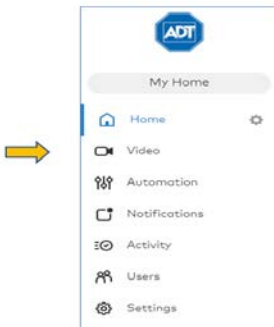 ADT
My Home
Home
Video
Automation
Notifications
Activity
Users
Settings